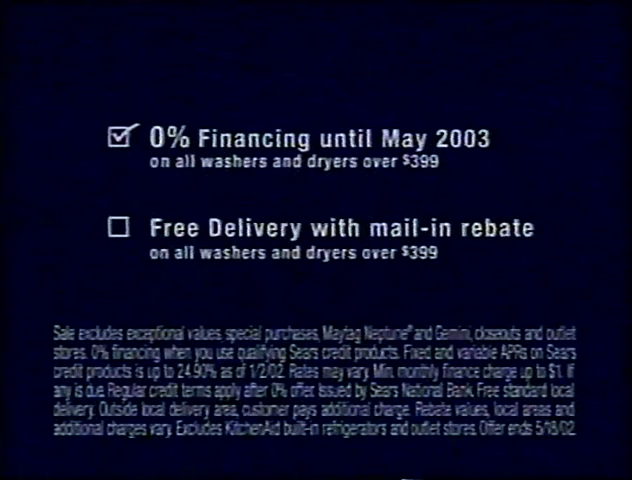 0% Financing until May 2003
on all washers and dryers over $399
Free Delivery with mail-in rebate
on all washers and dryers over $399
Sale excludes exceptional values, special purchases, Maytag Neptune® and Gemini, closeouts and outlet
stores. 0% financing when you use qualifying Sears credit products. Fixed and variable APRs on Sears
credit products is up to 24.90% as of 1/2/02. Rates may vary. Min. monthly finance charge up to $1. if
any is due. Regular credit terms apply after 0% offer. Issued by Sears National Bank. Free standard local
delivery. Outside local delivery area, customer pays additional charge. Rebate values, local areas and
additional charges vary. Excludes KitchenAid built-in refrigerators and outlet stores. Offer ends 5/18/02.